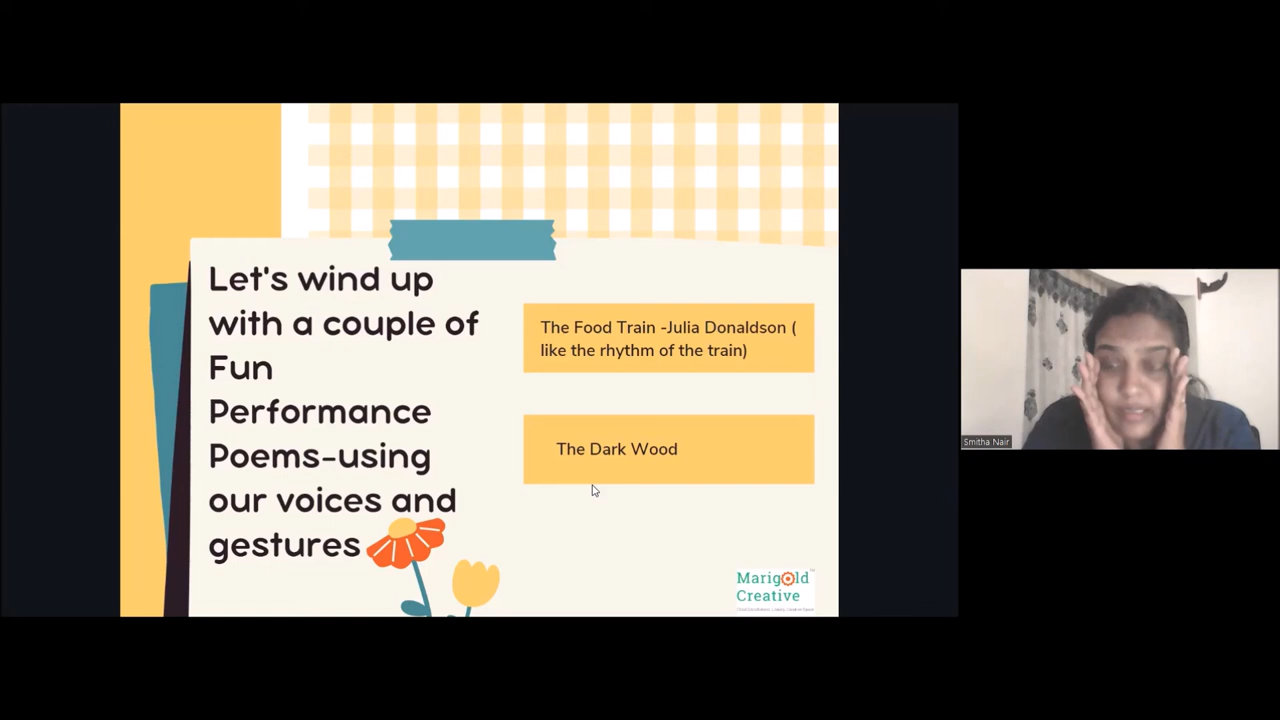 Let's wind up
with a couple of
Fun
Performance
Poems-using
our voices and
gestures
The Food Train -Julia Donaldson (
like the rhythm of the train)
The Dark Wood
Marigold
Creative
Smitha Nair